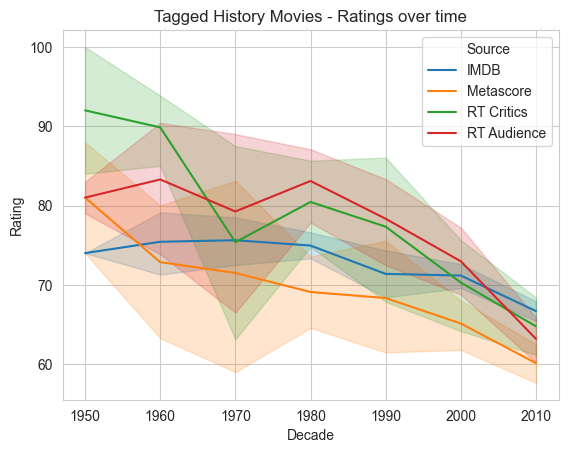 Tagged History Movies - Ratings over time
100
90
80
70
60
Rating
Source
IMDB
Metascore
RT Critics
RT Audience
1950 1960 1970 1980 1990 2000 2010
Decade